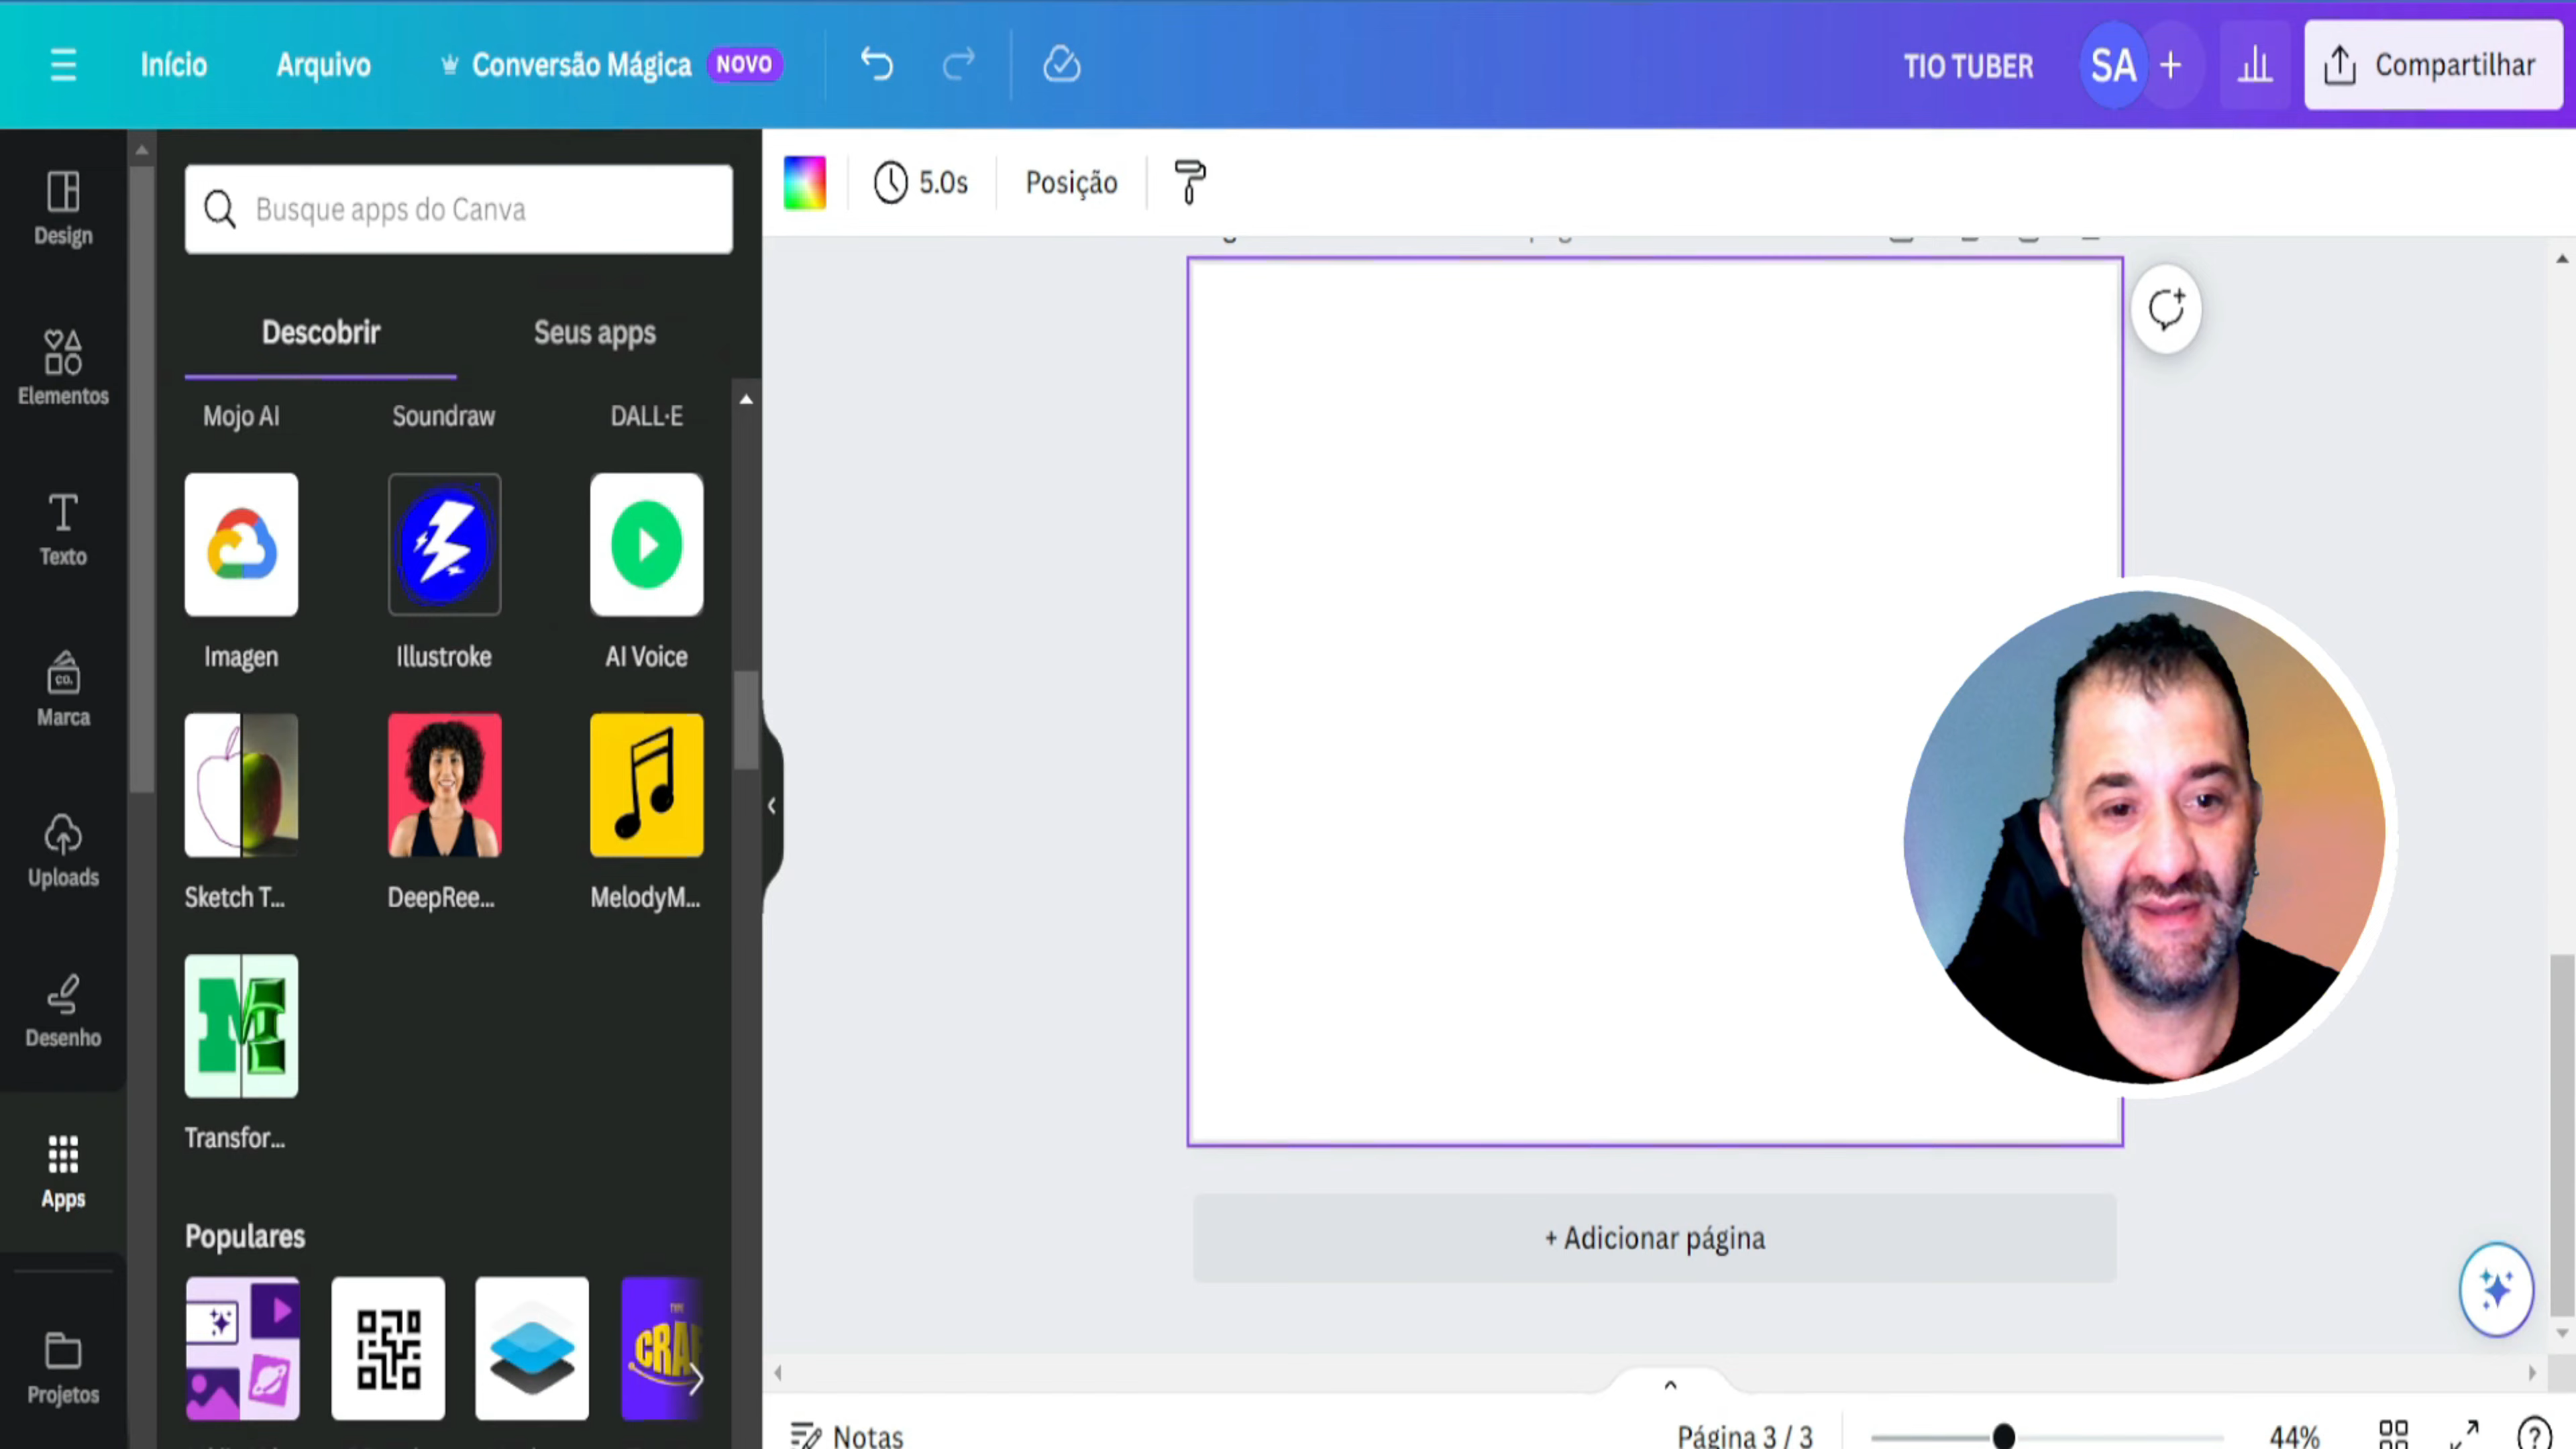 Início
Arquivo
Conversão Mágica NOVO
TIO TUBER
SA
Compartilhar
Design
Elementos
Texto
Marca
CO.
Uploads
Desenho
Apps
Projetos
Busque apps do Canva
Descobrir
Seus apps
Mojo AI
Soundraw
DALL·E
Imagen
Illustroke
AI Voice
Sketch T...
DeepRee...
MelodyM...
Transfor...
Populares
5.0s
Posição
+ Adicionar página
Notas
Página 3 / 3
44%